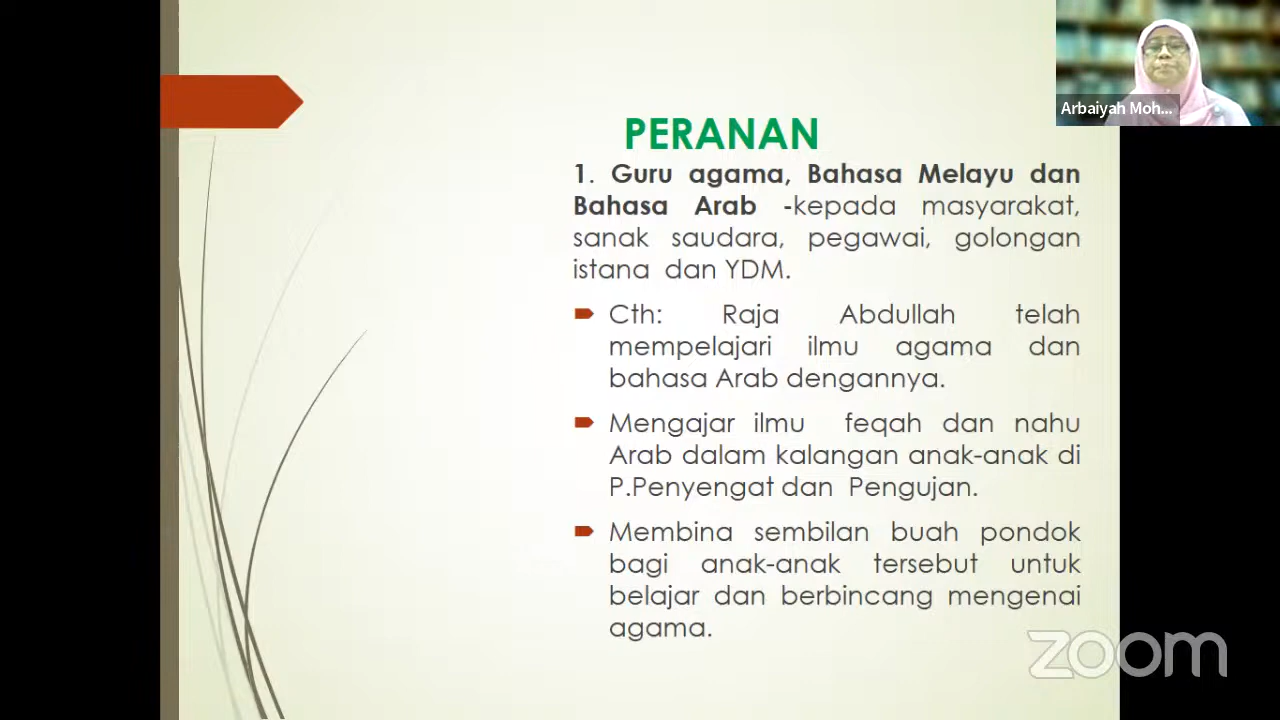 Arbaiyah Moh...
PERANAN
1. Guru agama, Bahasa Melayu dan
Bahasa Arab -kepada masyarakat,
sanak saudara, pegawai, golongan
istana dan YDM.
Cth: Raja Abdullah telah
mempelajari ilmu agama dan
bahasa Arab dengannya.
Mengajar ilmu feqah dan nahu
Arab dalam kalangan anak-anak di
P.Penyengat dan Pengujan.
Membina sembilan buah pondok
bagi anak-anak tersebut untuk
belajar dan berbincang mengenai
agama.
zoom